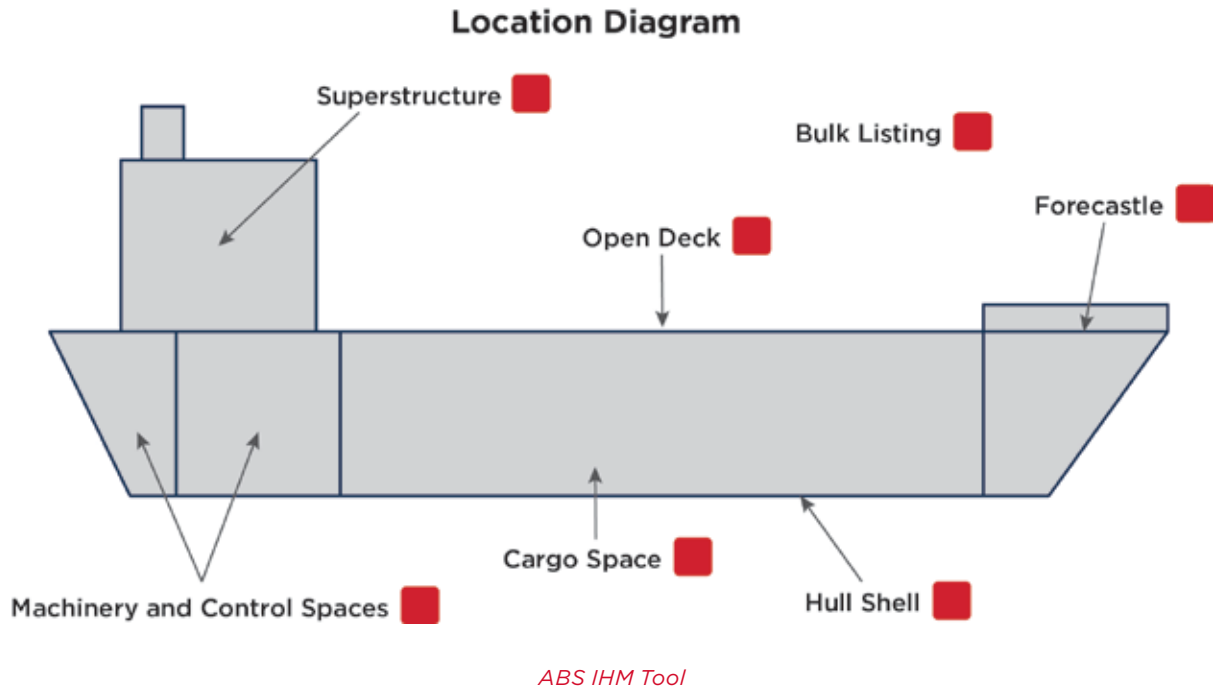 Location Diagram
Superstructure
Bulk Listing
Forecastle
Open Deck
Cargo Space
Hull Shell
Machinery and Control Spaces
ABS IHM Tool